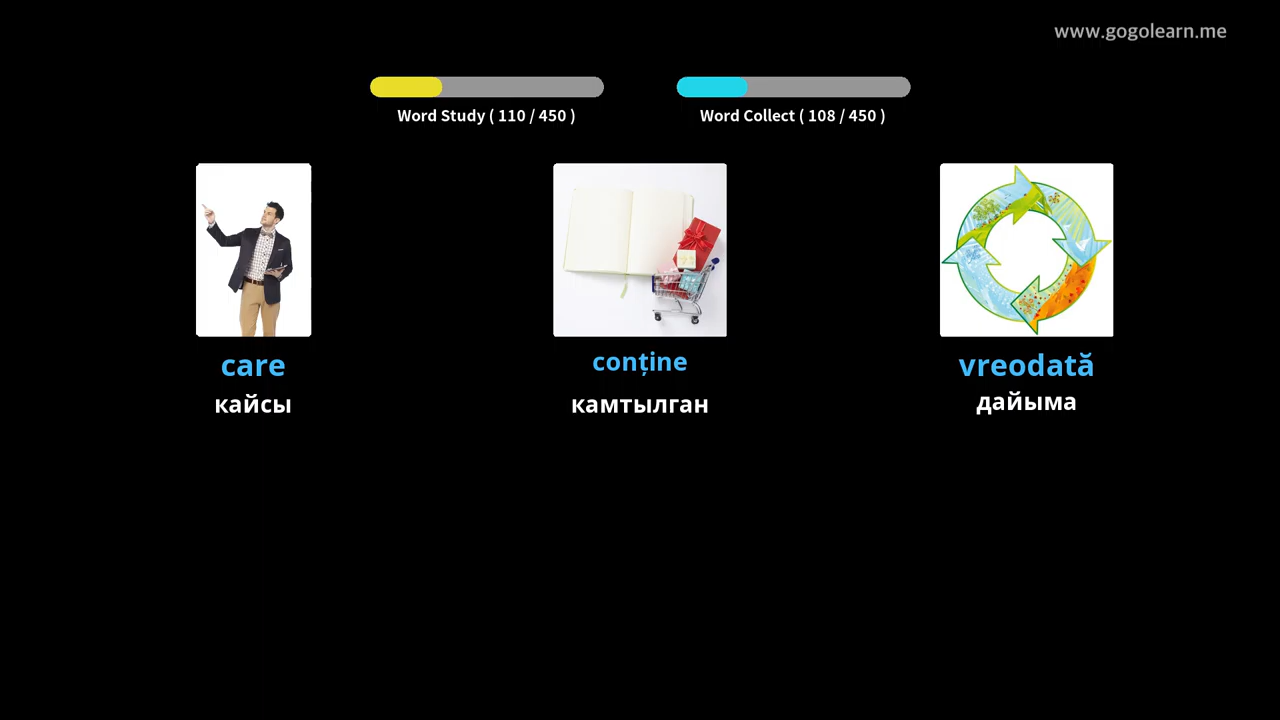 www.gogolearn.me
Word Study ( 110 / 450 )
Word Collect ( 108 / 450 )
care
conține
vreodată
кайсы
камтылган
дайыма